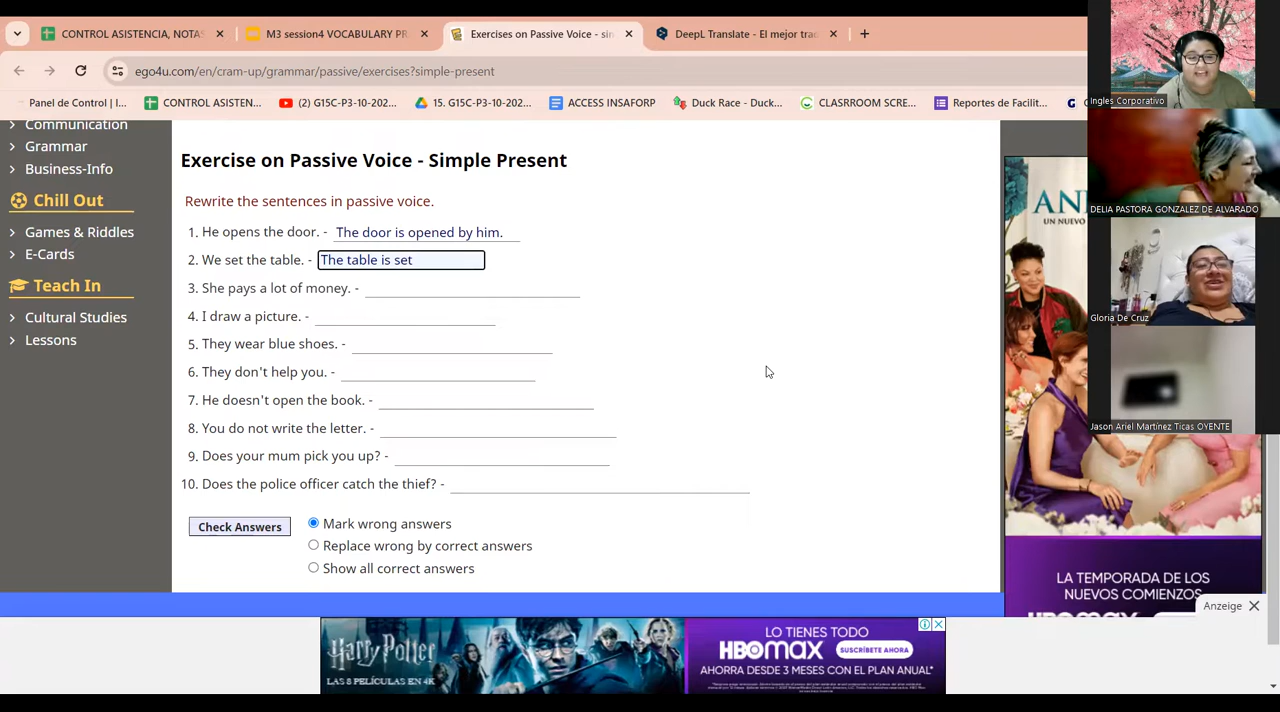 CONTROL ASISTENCIA, NOTAS
M3 session4 VOCABULARY PR
Exercises on Passive Voice - sin
DeepL Translate - El mejor tra
ego4u.com/en/cram-up/grammar/passive/exercises?simple-present
Panel de Control | I...
CONTROL ASISTEN...
(2) G15C-P3-10-202...
15. G15C-P3-10-202...
ACCESS INSAFORP
Duck Race - Duck...
CLASRROOM SCRE...
Reportes de Facilit...
Ingles Corporativo
Communication
Grammar
Business-Info
Chill Out
Games & Riddles
E-Cards
Teach In
Cultural Studies
Lessons
Exercise on Passive Voice - Simple Present
Rewrite the sentences in passive voice.
1. He opens the door. - The door is opened by him.
2. We set the table. - The table is set
3. She pays a lot of money. -
4. I draw a picture. -
5. They wear blue shoes. -
6. They don't help you. -
7. He doesn't open the book. -
8. You do not write the letter. -
9. Does your mum pick you up? -
10. Does the police officer catch the thief? -
Check Answers
Mark wrong answers
Replace wrong by correct answers
Show all correct answers
DELIA PASTORA GONZALEZ DE ALVARADO
Gloria De Cruz
Jason Ariel Martínez Ticas OYENTE
UN NUEVO
LA TEMPORADA DE LOS
NUEVOS COMIENZOS
Anzeige
Harry Potter
LAS 8 PELÍCULAS EN 4K
LO TIENES TODO
HBOMAX
SUSCRÍBETE AHORA
AHORRA DESDE 3 MESES CON EL PLAN ANUAL*